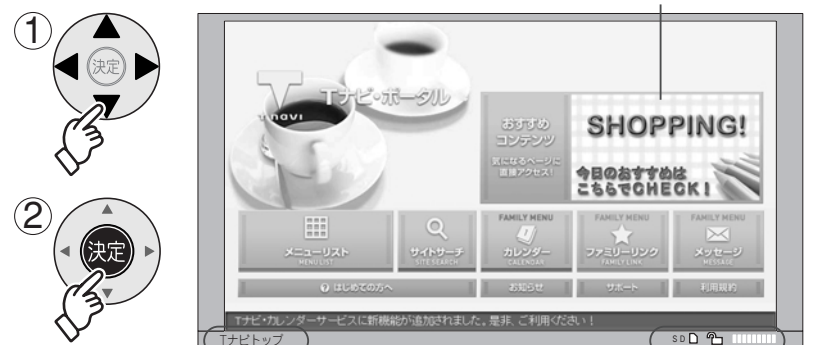 ①
決定
②
決定
Tナビ・ポータル
T navi
おすすめ
コンテンツ
気になるページに
直接アクセス!
SHOPPING!
今日のおすすめは
こちらでCHECK!
メニューリスト
MENU LIST
サイトサーチ
SITE SEARCH
FAMILY MENU
カレンダー
CALENDAR
FAMILY MENU
ファミリーリンク
FAMILY LINK
FAMILY MENU
メッセージ
MESSAGE
? はじめての方へ
お知らせ
サポート
利用規約
Tナビ・カレンダーサービスに新機能が追加されました。是非、ご利用ください!
Tナビトップ
SD